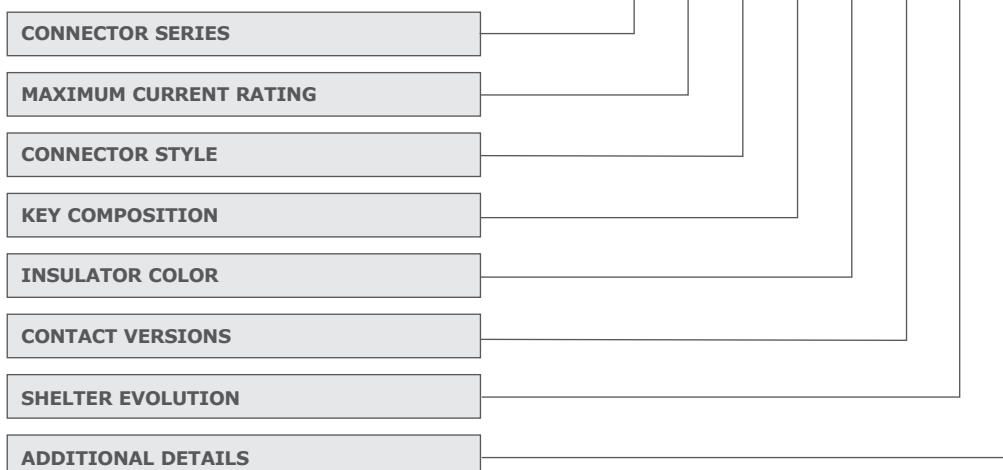 CONNECTOR SERIES
MAXIMUM CURRENT RATING
CONNECTOR STYLE
KEY COMPOSITION
INSULATOR COLOR
CONTACT VERSIONS
SHELTER EVOLUTION
ADDITIONAL DETAILS